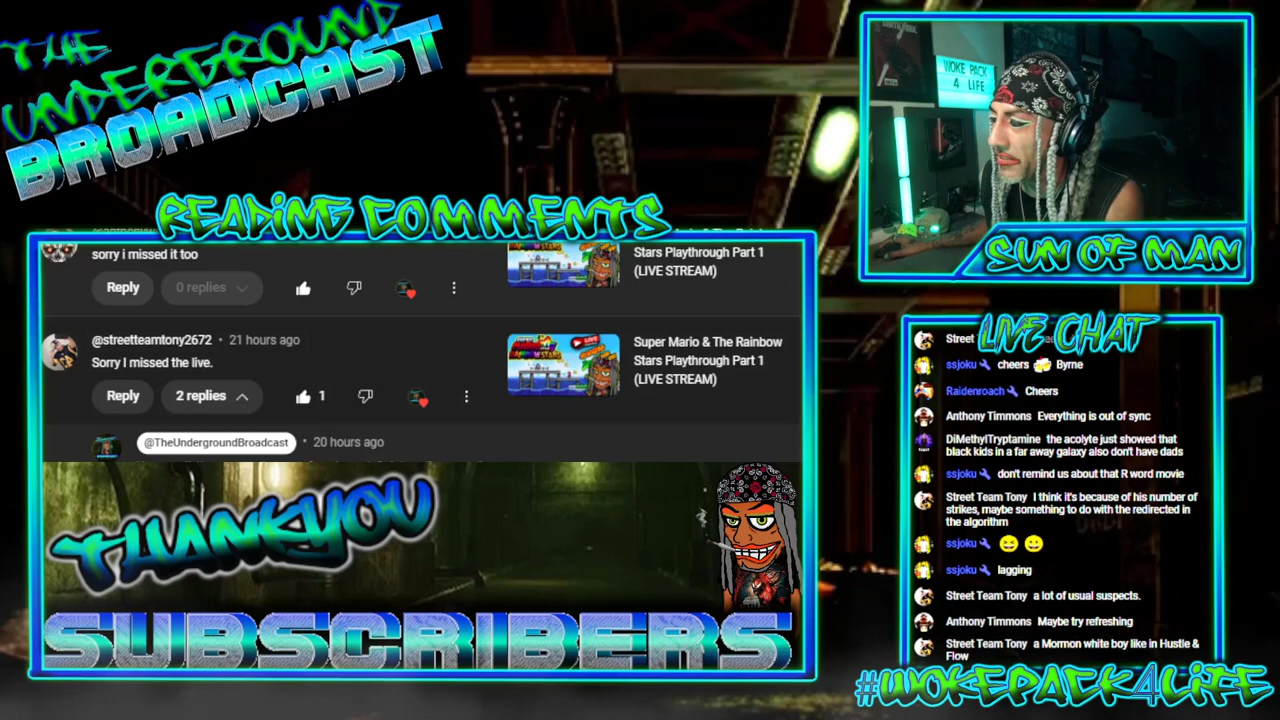 THE
UNDERGROUND
BROADCAST
WOKE PACK
4 LIFE
READING COMMENTS
sorry i missed it too
Reply
0 replies
Stars Playthrough Part 1
(LIVE STREAM)
@streetteamtony2672 • 21 hours ago
Sorry I missed the live.
Reply
2 replies
1
Super Mario & The Rainbow
Stars Playthrough Part 1
(LIVE STREAM)
@TheUndergroundBroadcast • 20 hours ago
THANK YOU
SUBSCRIBERS
SUN OF MAN
LIVE CHAT
Street
ssjoku cheers Byrne
Raidenroach Cheers
Anthony Timmons Everything is out of sync
DiMethylTryptamine the acolyte just showed that
black kids in a far away galaxy also don't have dads
ssjoku don't remind us about that R word movie
Street Team Tony I think it's because of his number of
strikes, maybe something to do with the redirected in
the algorithm
ssjoku
ssjoku lagging
Street Team Tony a lot of usual suspects.
Anthony Timmons Maybe try refreshing
Street Team Tony a Mormon white boy like in Hustle &
Flow
#WOKEPACK4LIFE